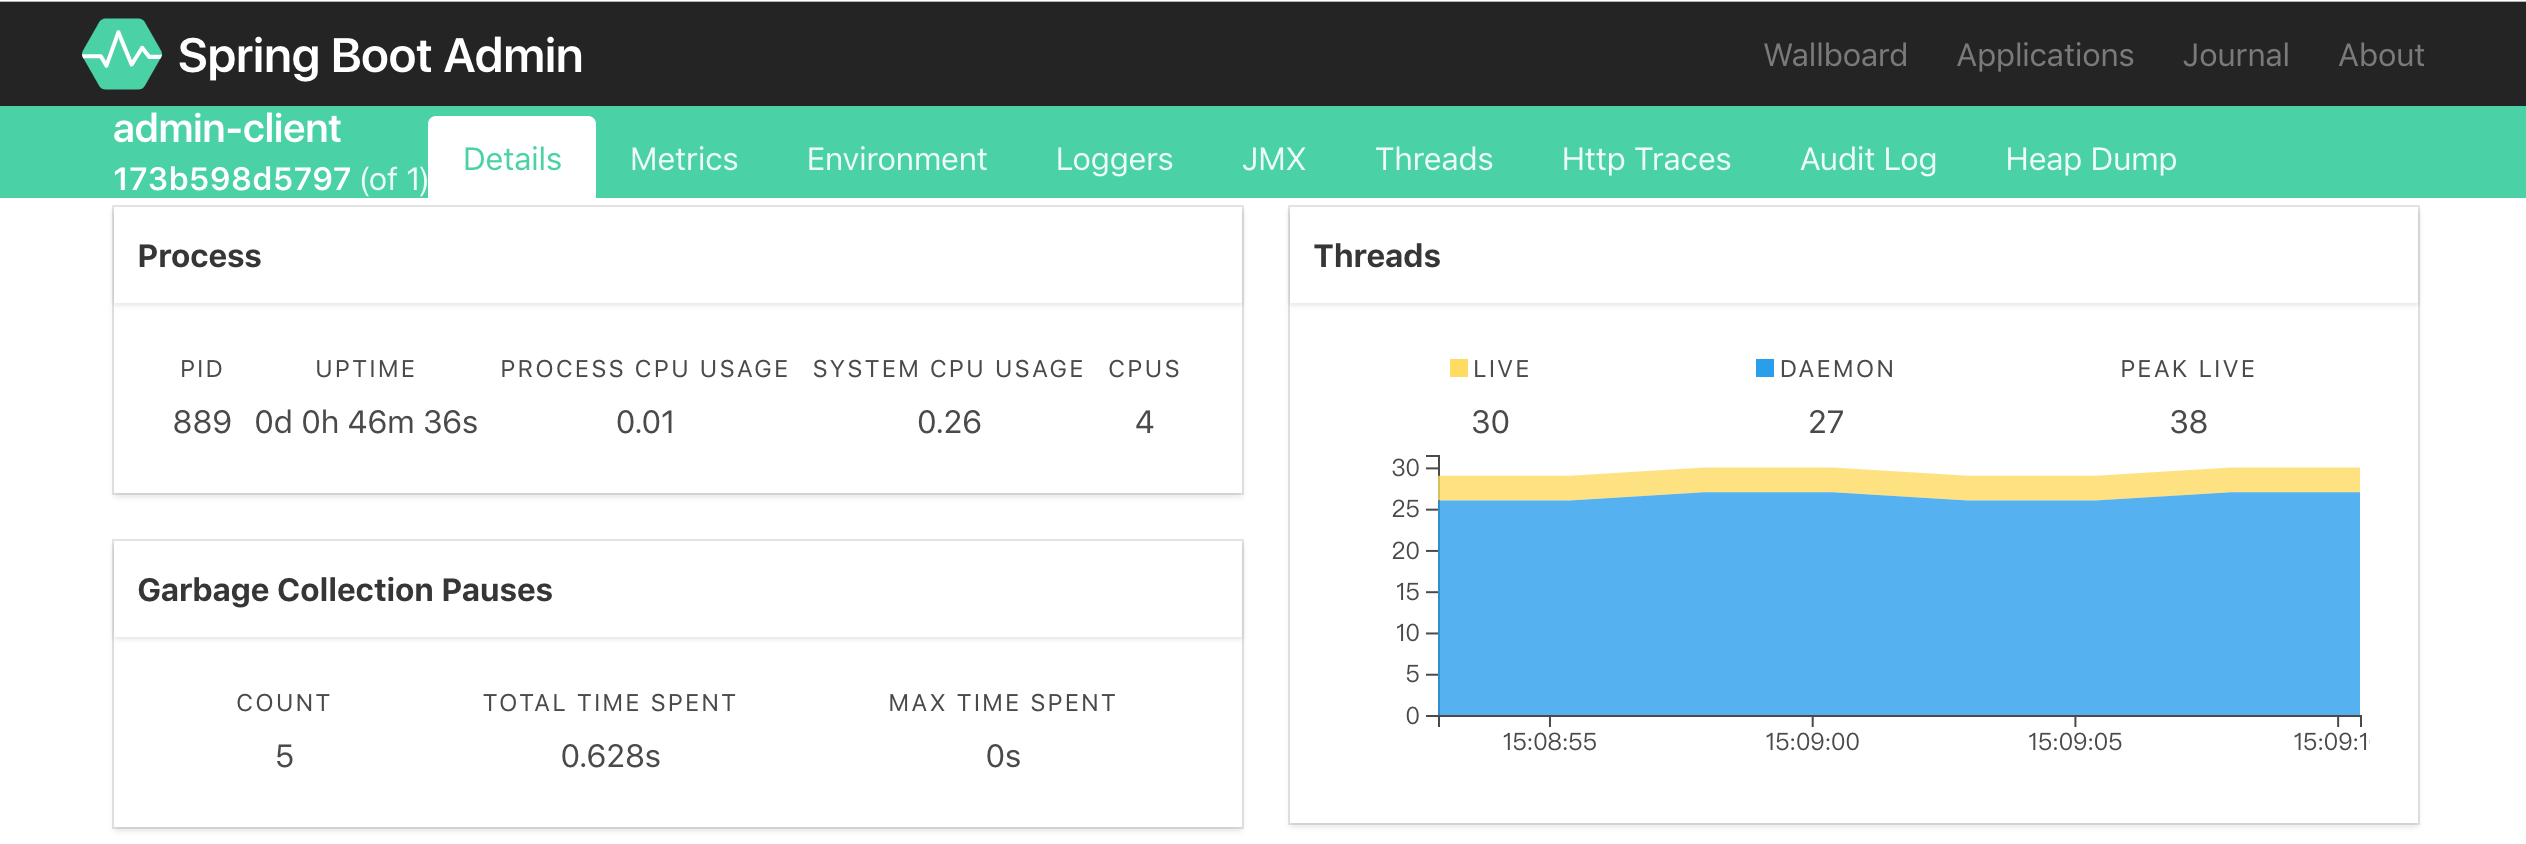 Spring Boot Admin
Wallboard Applications Journal About
admin-client
173b598d5797 (of 1)
Details Metrics Environment Loggers JMX Threads Http Traces Audit Log Heap Dump
Process
PID UPTIME PROCESS CPU USAGE SYSTEM CPU USAGE CPUS
889 0d 0h 46m 36s 0.01 0.26 4
Garbage Collection Pauses
COUNT TOTAL TIME SPENT MAX TIME SPENT
5 0.628s 0s
Threads
LIVE DAEMON PEAK LIVE
30 27 38
30
25
20
15
10
5
0
15:08:55 15:09:00 15:09:05